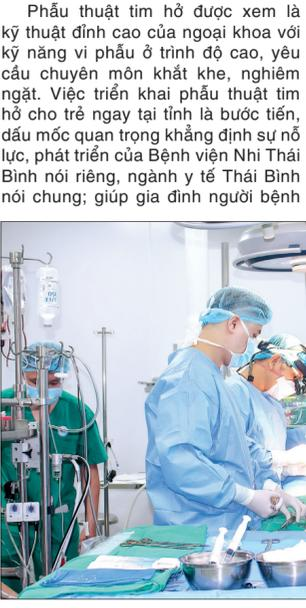 Phẫu thuật tim hở được xem là
kỹ thuật đỉnh cao của ngoại khoa với
kỹ năng vi phẫu ở trình độ cao, yêu
cầu chuyên môn khắt khe, nghiêm
ngặt. Việc triển khai phẫu thuật tim
hở cho trẻ ngay tại tỉnh là bước tiến,
dấu mốc quan trọng khẳng định sự nỗ
lực, phát triển của Bệnh viện Nhi Thái
Bình nói riêng, ngành y tế Thái Bình
nói chung; giúp gia đình người bệnh